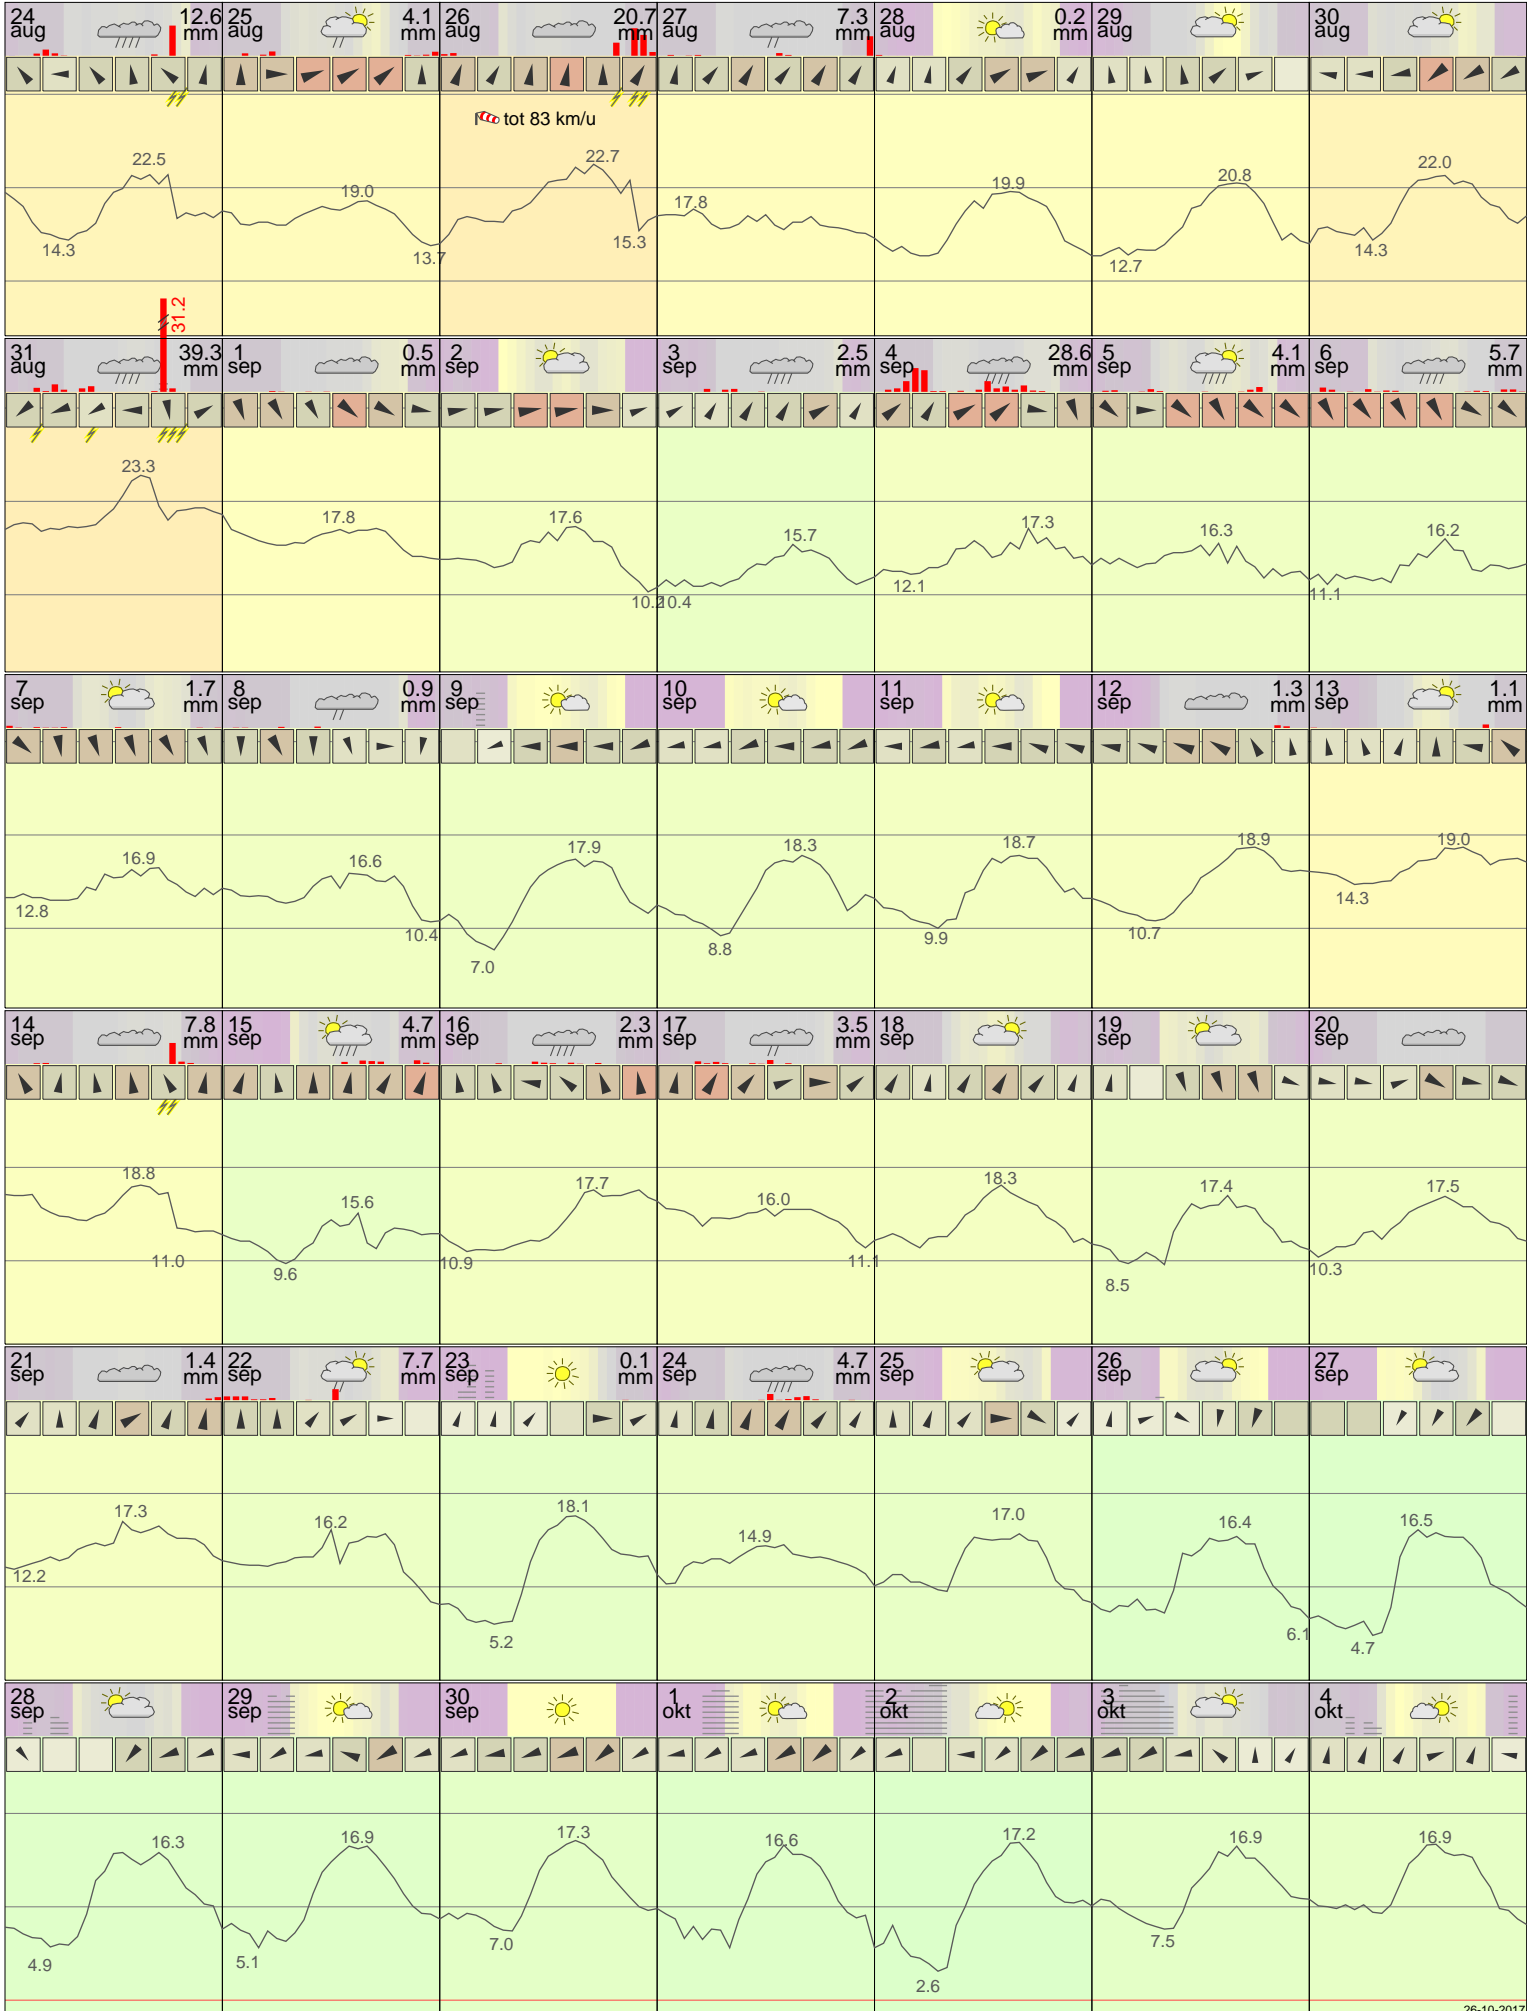 24 aug 12.6 mm
25 aug 4.1 mm
26 aug 20.7 mm
27 aug 7.3 mm
28 aug 0.2 mm
29 aug
30 aug
tot 83 km/u
22.5 14.3 19.0 13.7 22.7 15.3 17.8 19.9 12.7 20.8 14.3 22.0
31.2
31 aug 39.3 mm
1 sep 0.5 mm
2 sep
3 sep 2.5 mm
4 sep 28.6 mm
5 sep 4.1 mm
6 sep 5.7 mm
23.3 17.8 17.6 10.2 10.4 15.7 12.1 17.3 16.3 11.1 16.2
7 sep 1.7 mm
8 sep 0.9 mm
9 sep
10 sep
11 sep
12 sep 1.3 mm
13 sep 1.1 mm
12.8 16.9 16.6 10.4 7.0 17.9 8.8 18.3 9.9 18.7 10.7 18.9 14.3 19.0
14 sep 7.8 mm
15 sep 4.7 mm
16 sep 2.3 mm
17 sep 3.5 mm
18 sep
19 sep
20 sep
18.8 11.0 9.6 15.6 10.9 17.7 16.0 11.1 18.3 8.5 17.4 10.3 17.5
21 sep 1.4 mm
22 sep 7.7 mm
23 sep 0.1 mm
24 sep 4.7 mm
25 sep
26 sep
27 sep
12.2 17.3 16.2 5.2 18.1 14.9 17.0 16.4 6.1 4.7 16.5
28 sep
29 sep
30 sep
1 okt
2 okt
3 okt
4 okt
4.9 16.3 5.1 16.9 7.0 17.3 16.6 2.6 17.2 7.5 16.9 16.9
26-10-2017